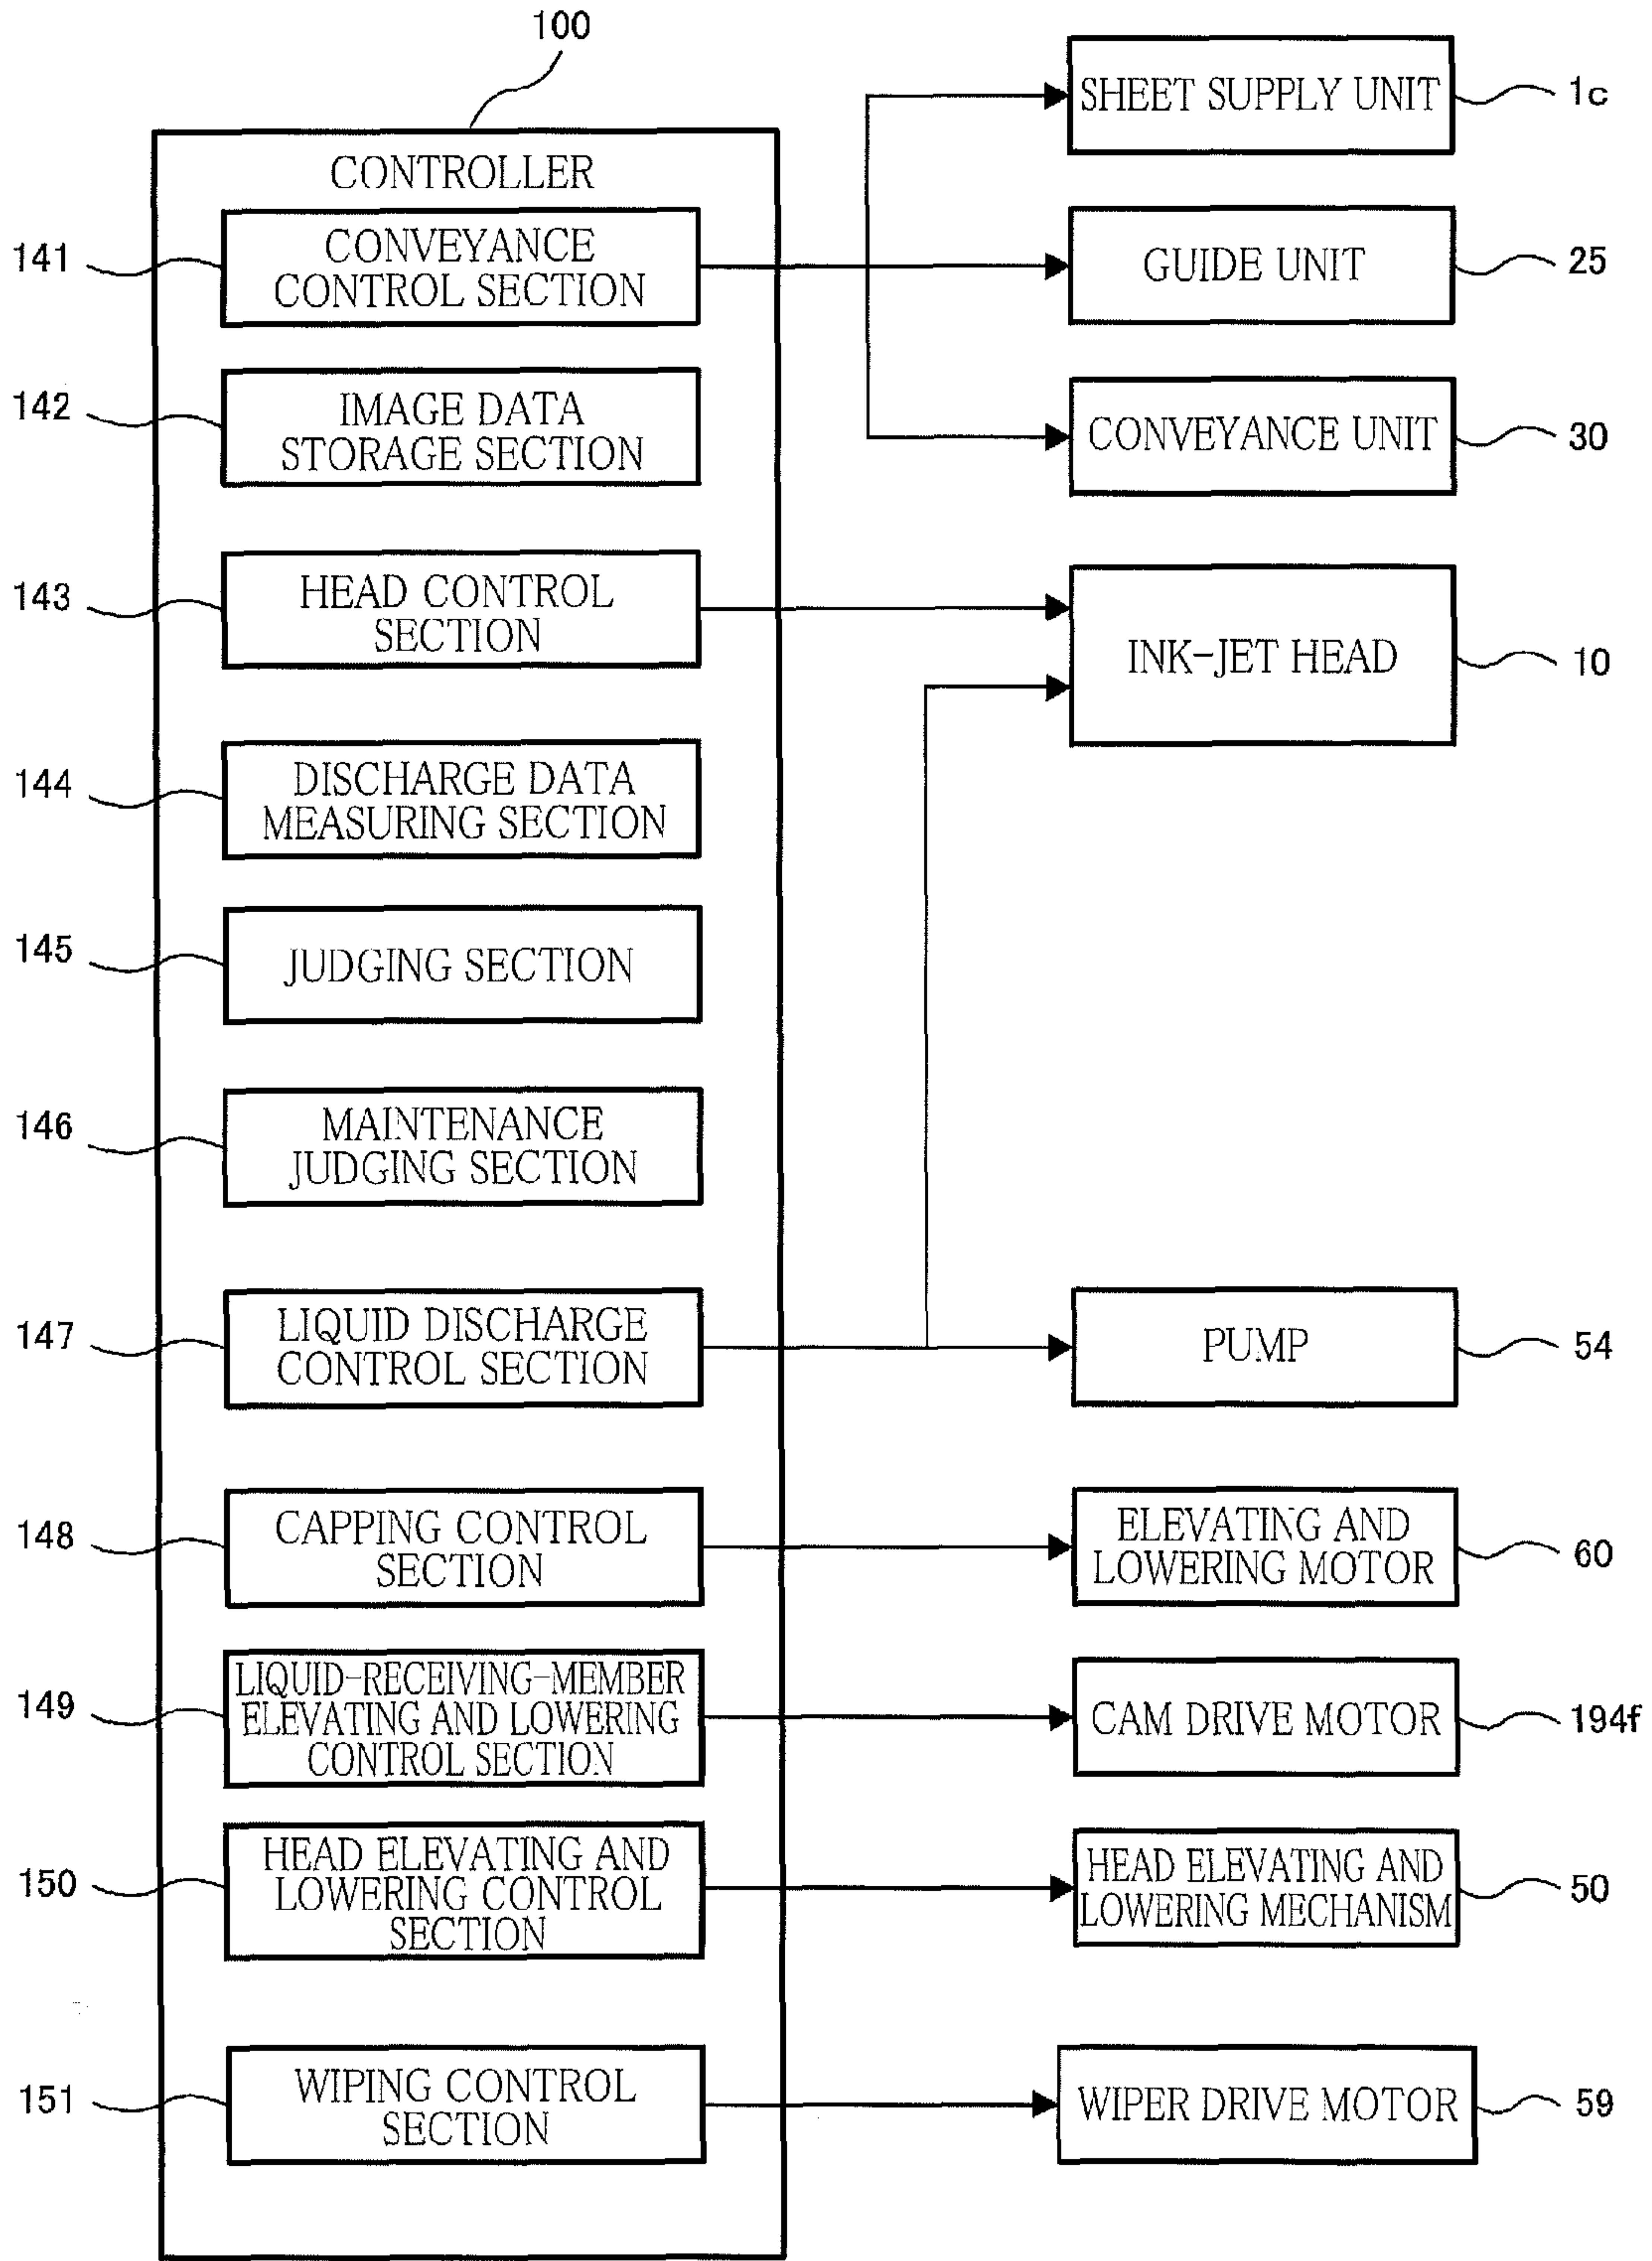 100
CONTROLLER
141
CONVEYANCE
CONTROL SECTION
SHEET SUPPLY UNIT
1c
GUIDE UNIT
25
CONVEYANCE UNIT
30
142
IMAGE DATA
STORAGE SECTION
143
HEAD CONTROL
SECTION
INK-JET HEAD
10
144
DISCHARGE DATA
MEASURING SECTION
145
JUDGING SECTION
146
MAINTENANCE
JUDGING SECTION
147
LIQUID DISCHARGE
CONTROL SECTION
PUMP
54
148
CAPPING CONTROL
SECTION
ELEVATING AND
LOWERING MOTOR
60
149
LIQUID-RECEIVING-MEMBER
ELEVATING AND LOWERING
CONTROL SECTION
CAM DRIVE MOTOR
194f
150
HEAD ELEVATING AND
LOWERING CONTROL
SECTION
HEAD ELEVATING AND
LOWERING MECHANISM
50
151
WIPING CONTROL
SECTION
WIPER DRIVE MOTOR
59